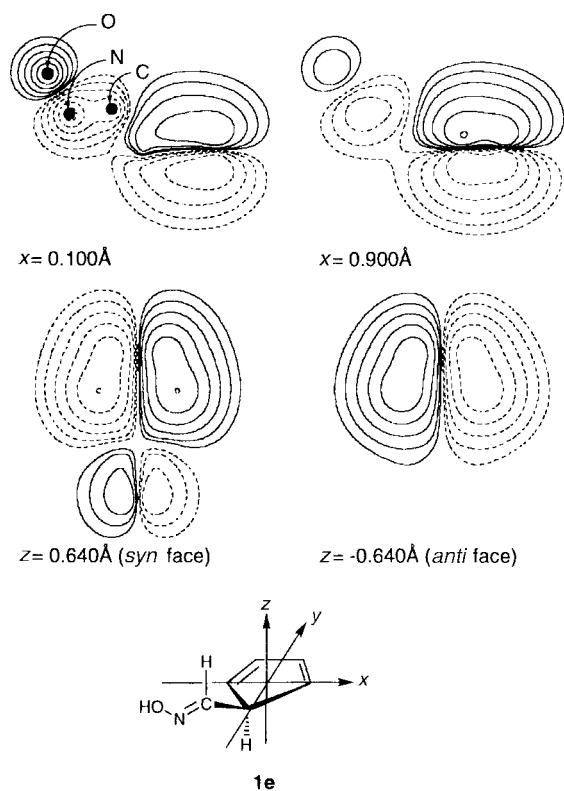 O
N
C
x= 0.100Å
x= 0.900Å
z= 0.640Å (syn face)
z= -0.640Å (anti face)
z
y
H
x
HO
C
N
H
1e